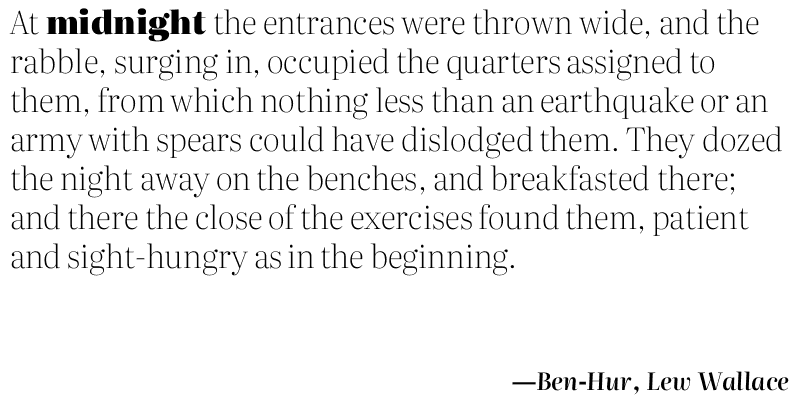 At midnight the entrances were thrown wide, and the
rabble, surging in, occupied the quarters assigned to
them, from which nothing less than an earthquake or an
army with spears could have dislodged them. They dozed
the night away on the benches, and breakfasted there;
and there the close of the exercises found them, patient
and sight-hungry as in the beginning.
—Ben-Hur, Lew Wallace